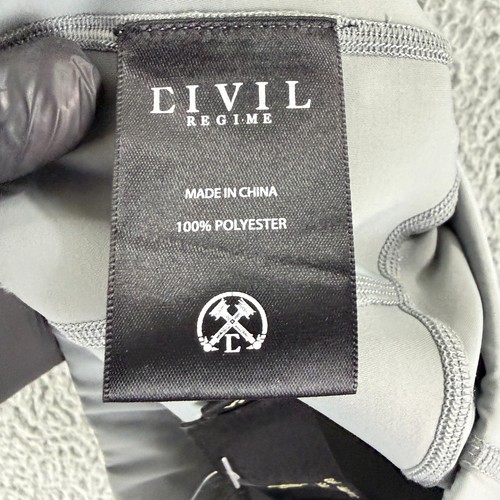 CIVIL
REGIME
MADE IN CHINA
100% POLYESTER
C